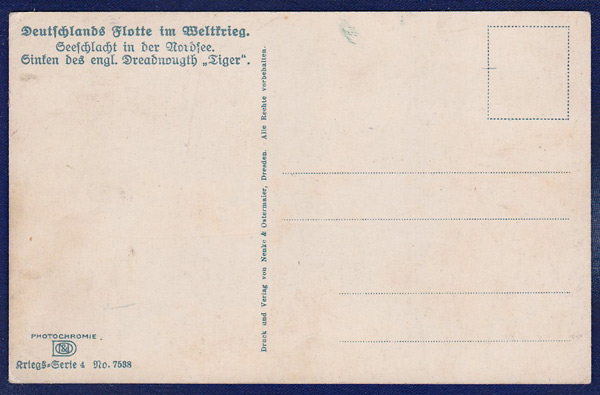 Deutschlands Flotte im Weltkrieg.
Seeschlacht in der Nordsee.
Sinken des engl. Dreadnougth „Tiger“.
Druck und Verlag von Nenke & Ostermaier, Dresden. Alle Rechte vorbehalten.
PHOTOCHROMIE.
N&O
Kriegs-Serie 4 No. 7538